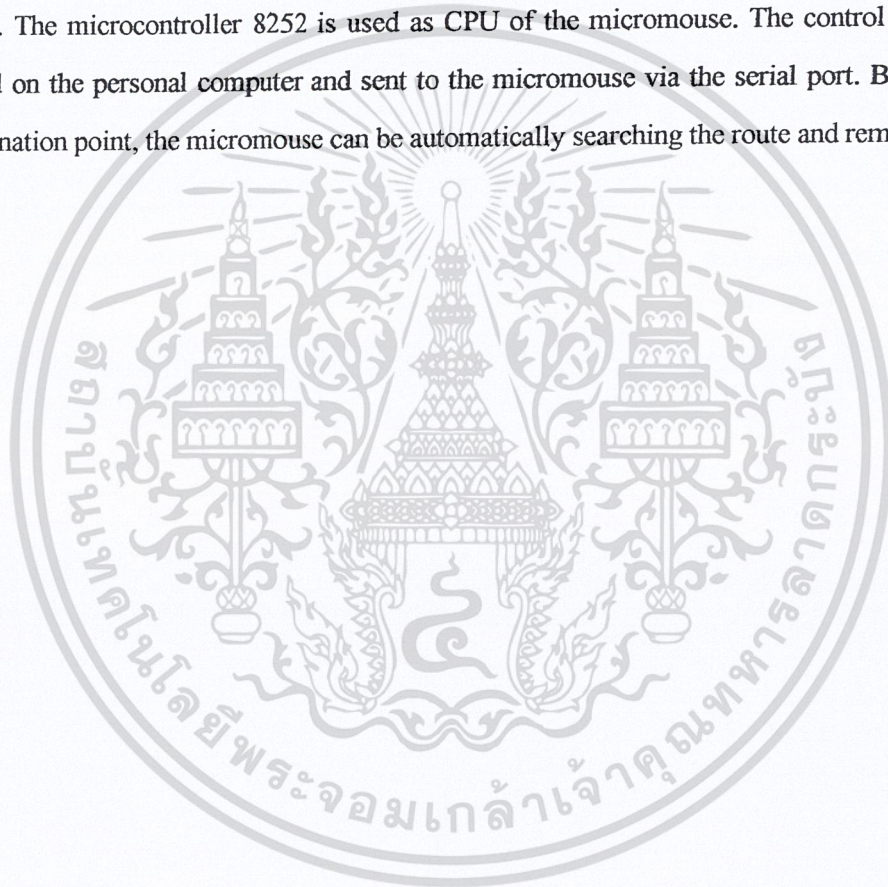 . The microcontroller 8252 is used as CPU of the micromouse. The control
on the personal computer and sent to the micromouse via the serial port. B
nation point, the micromouse can be automatically searching the route and rem
สถาบันเทคโนโลยีพระจอมเกล้าเจ้าคุณทหารลาดกระบัง